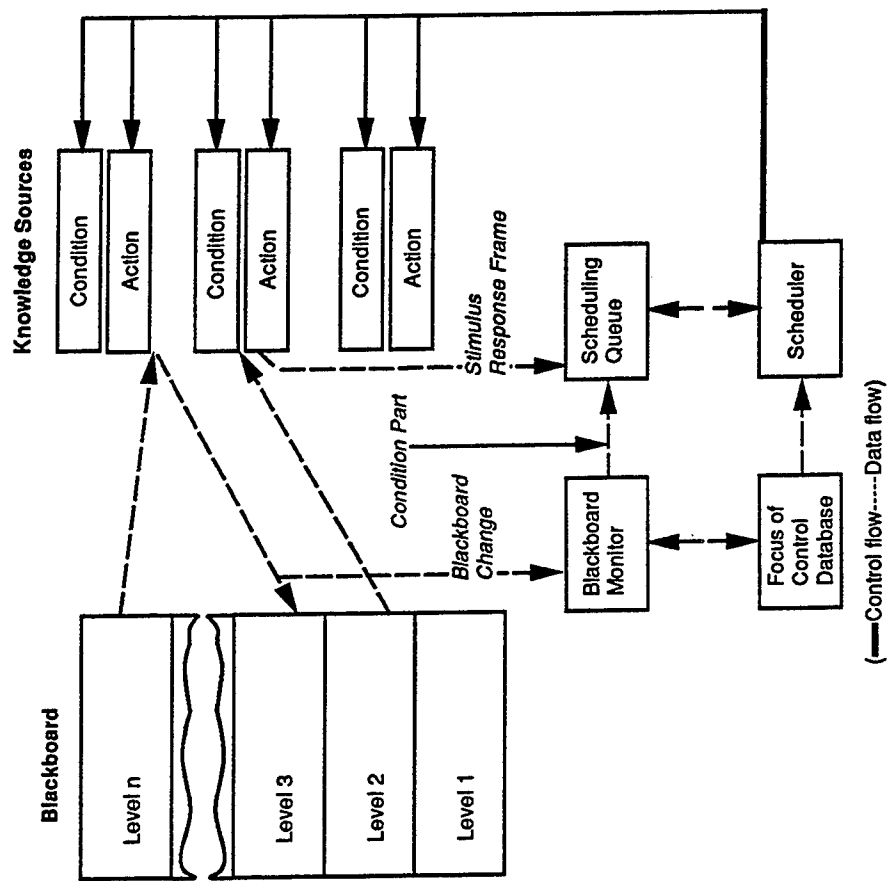 Blackboard
Knowledge Sources
Level n
Level 3
Level 2
Level 1
Condition
Action
Condition
Action
Condition
Action
Blackboard
Change
Condition Part
Stimulus
Response Frame
Blackboard
Monitor
Scheduling
Queue
Focus of
Control
Database
Scheduler
(━━Control flow-----Data flow)